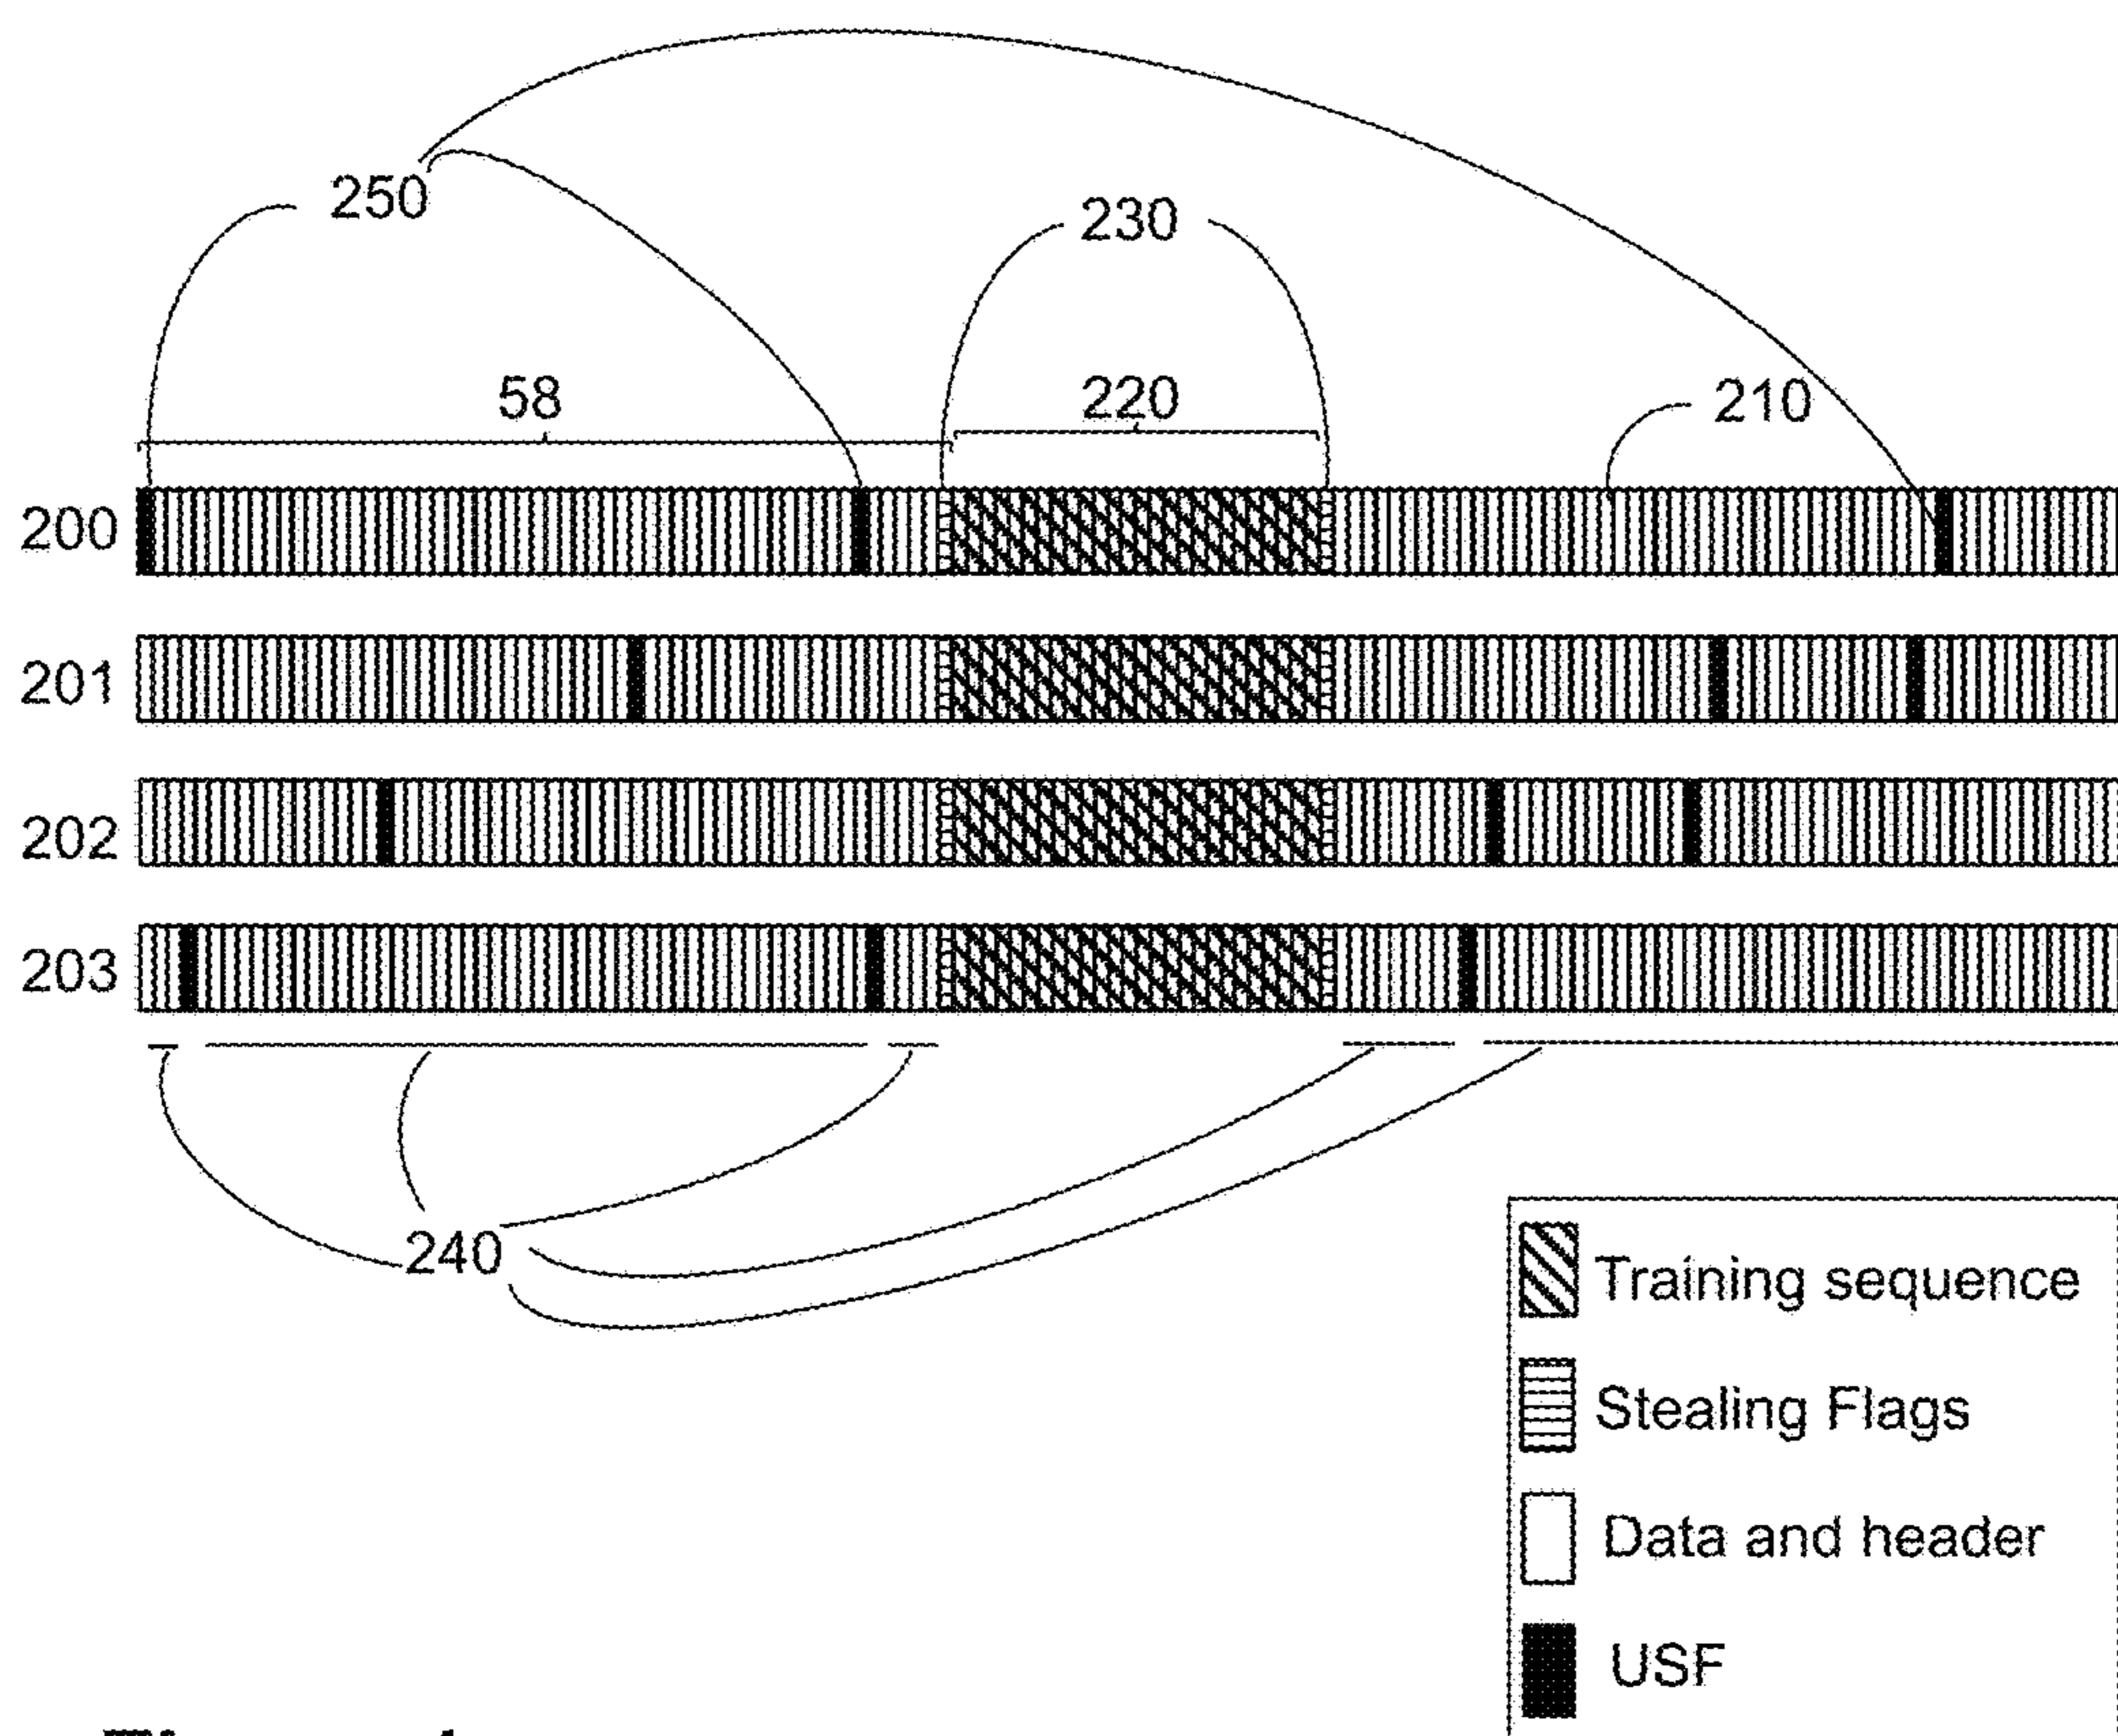 250
230
58
220
210
200
201
202
203
240
Training sequence
Stealing Flags
Data and header
USF